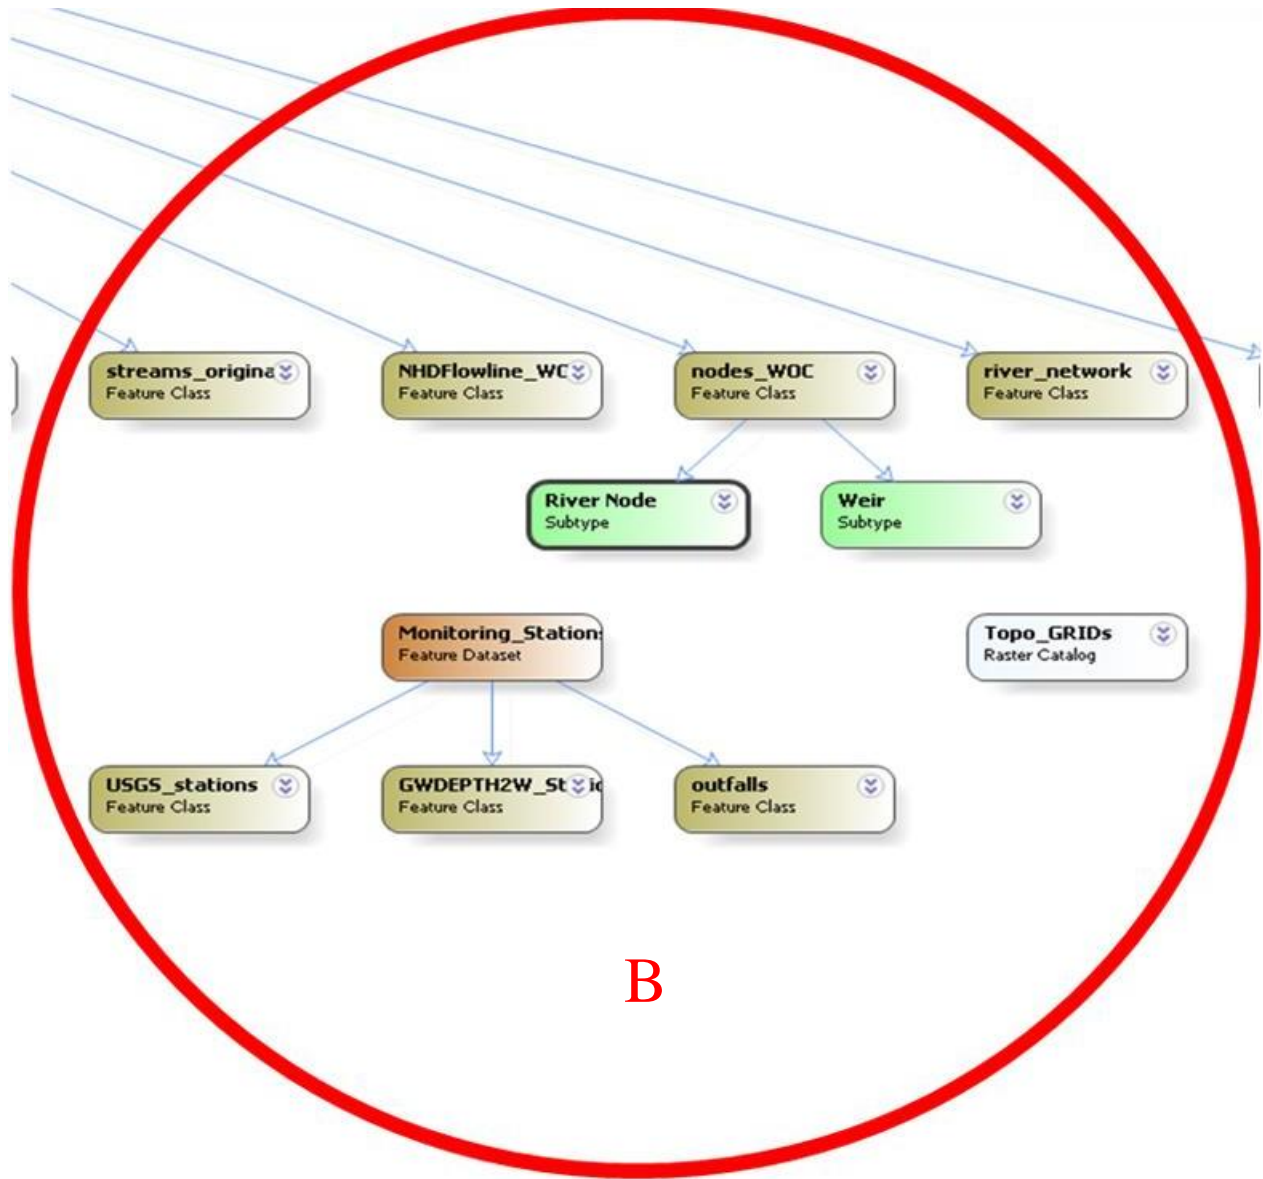 streams_origina
Feature Class
NHDFlowline_WC
Feature Class
nodes_WOC
Feature Class
river_network
Feature Class
River Node
Subtype
Weir
Subtype
Monitoring_Station
Feature Dataset
Topo_GRIDs
Raster Catalog
USGS_stations
Feature Class
GWDEPTH2W_St
Feature Class
outfalls
Feature Class
B